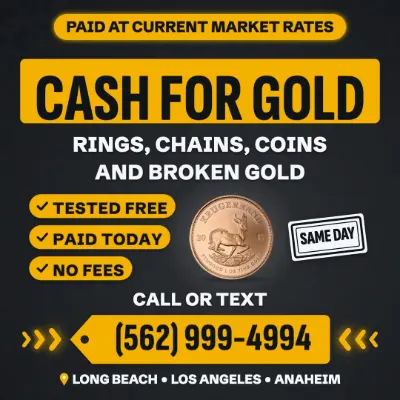 PAID AT CURRENT MARKET RATES
CASH FOR GOLD
RINGS, CHAINS, COINS
AND BROKEN GOLD
TESTED FREE
PAID TODAY
NO FEES
KRUGERRAND
SAME DAY
CALL OR TEXT
(562) 999-4994
LONG BEACH • LOS ANGELES • ANAHEIM